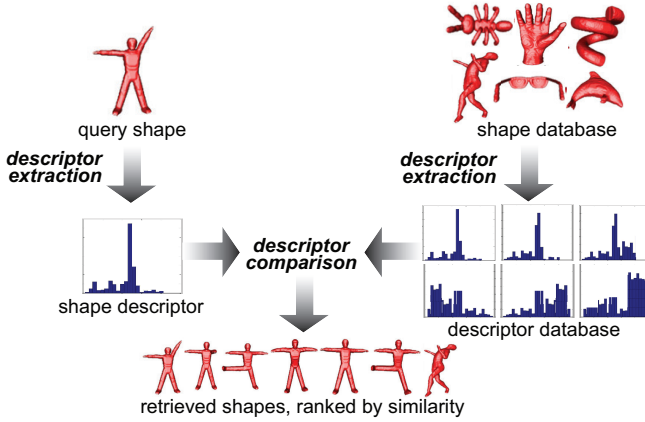 query shape
shape database
descriptor
extraction
descriptor
extraction
descriptor
comparison
shape descriptor
descriptor database
retrieved shapes, ranked by similarity